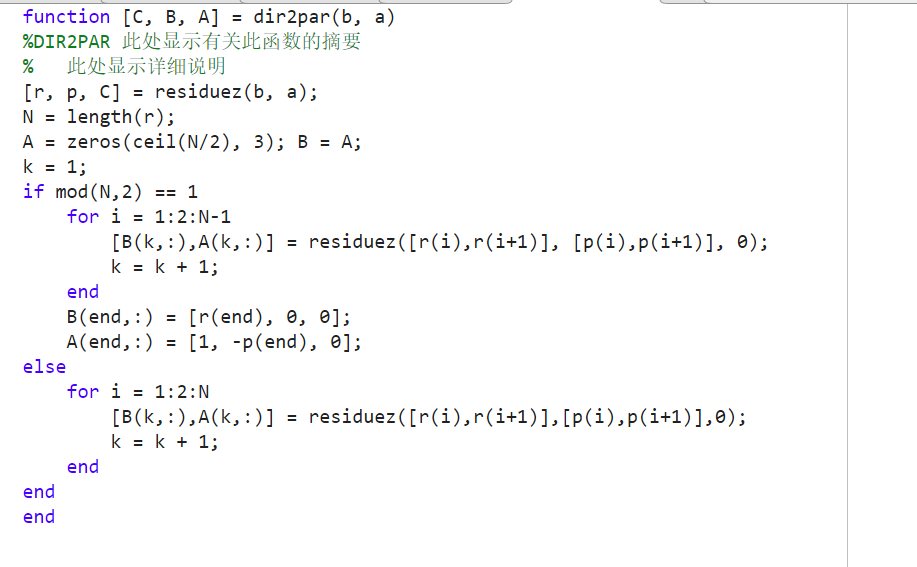 function [C, B, A] = dir2par(b, a)
%DIR2PAR 此处显示有关此函数的摘要
%   此处显示详细说明
[r, p, C] = residuez(b, a);
N = length(r);
A = zeros(ceil(N/2), 3); B = A;
k = 1;
if mod(N,2) == 1
    for i = 1:2:N-1
        [B(k,:),A(k,:)] = residuez([r(i),r(i+1)], [p(i),p(i+1)], 0);
        k = k + 1;
    end
    B(end,:) = [r(end), 0, 0];
    A(end,:) = [1, -p(end), 0];
else
    for i = 1:2:N
        [B(k,:),A(k,:)] = residuez([r(i),r(i+1)],[p(i),p(i+1)],0);
        k = k + 1;
    end
end
end